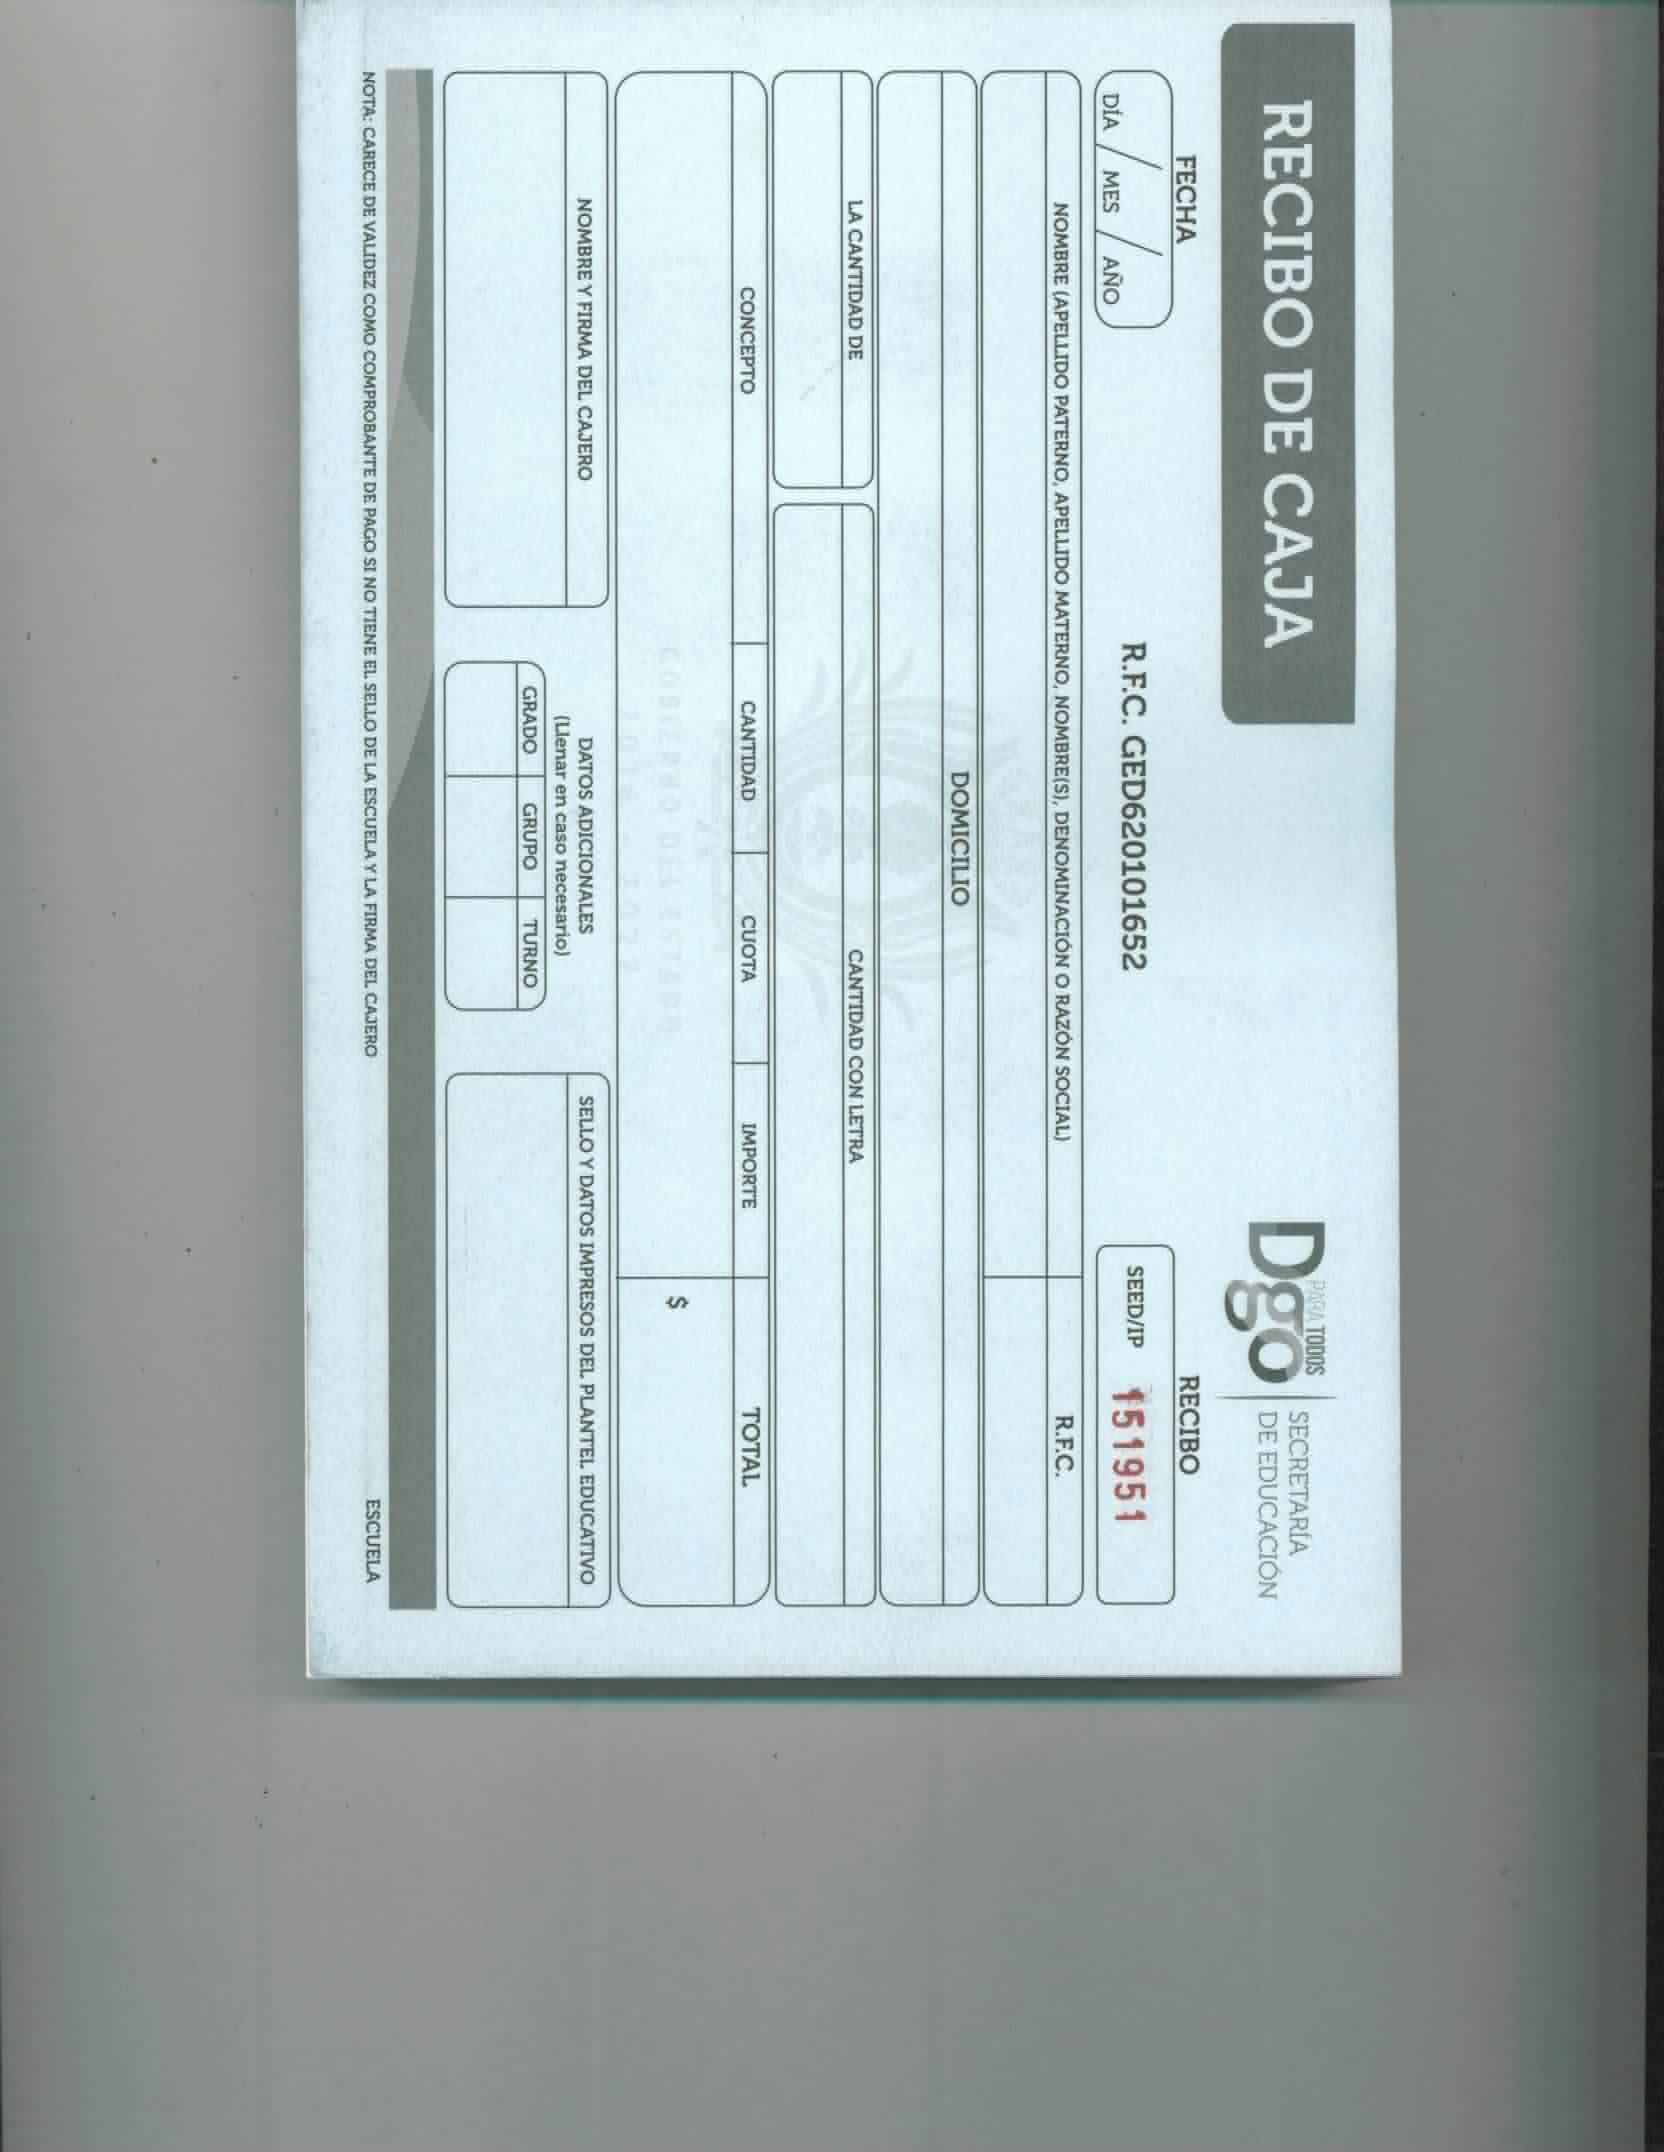 RECIBO DE CAJA
Dgo PARA TODOS
SECRETARÍA
DE EDUCACIÓN
FECHA
DÍA / MES / AÑO
R.F.C. GED620101652
RECIBO
SEED/IP 151951
NOMBRE (APELLIDO PATERNO, APELLIDO MATERNO, NOMBRE(S), DENOMINACIÓN O RAZÓN SOCIAL) R.F.C.
DOMICILIO
LA CANTIDAD DE CANTIDAD CON LETRA
CONCEPTO CANTIDAD CUOTA IMPORTE TOTAL
$
GOBIERNO DEL ESTADO
2016 - 2022
NOMBRE Y FIRMA DEL CAJERO
DATOS ADICIONALES
(Llenar en caso necesario)
GRADO GRUPO TURNO
SELLO Y DATOS IMPRESOS DEL PLANTEL EDUCATIVO
NOTA: CARECE DE VALIDEZ COMO COMPROBANTE DE PAGO SI NO TIENE EL SELLO DE LA ESCUELA Y LA FIRMA DEL CAJERO
ESCUELA